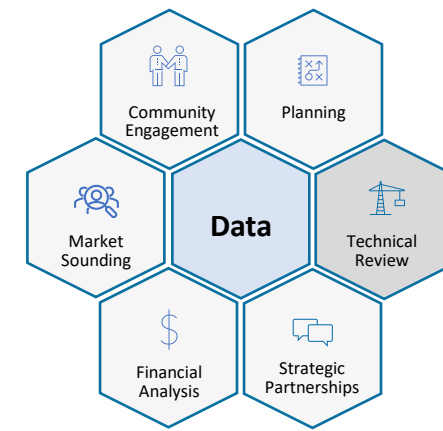 Community
Engagement
Planning
Market
Sounding
Data
Technical
Review
Financial
Analysis
Strategic
Partnerships